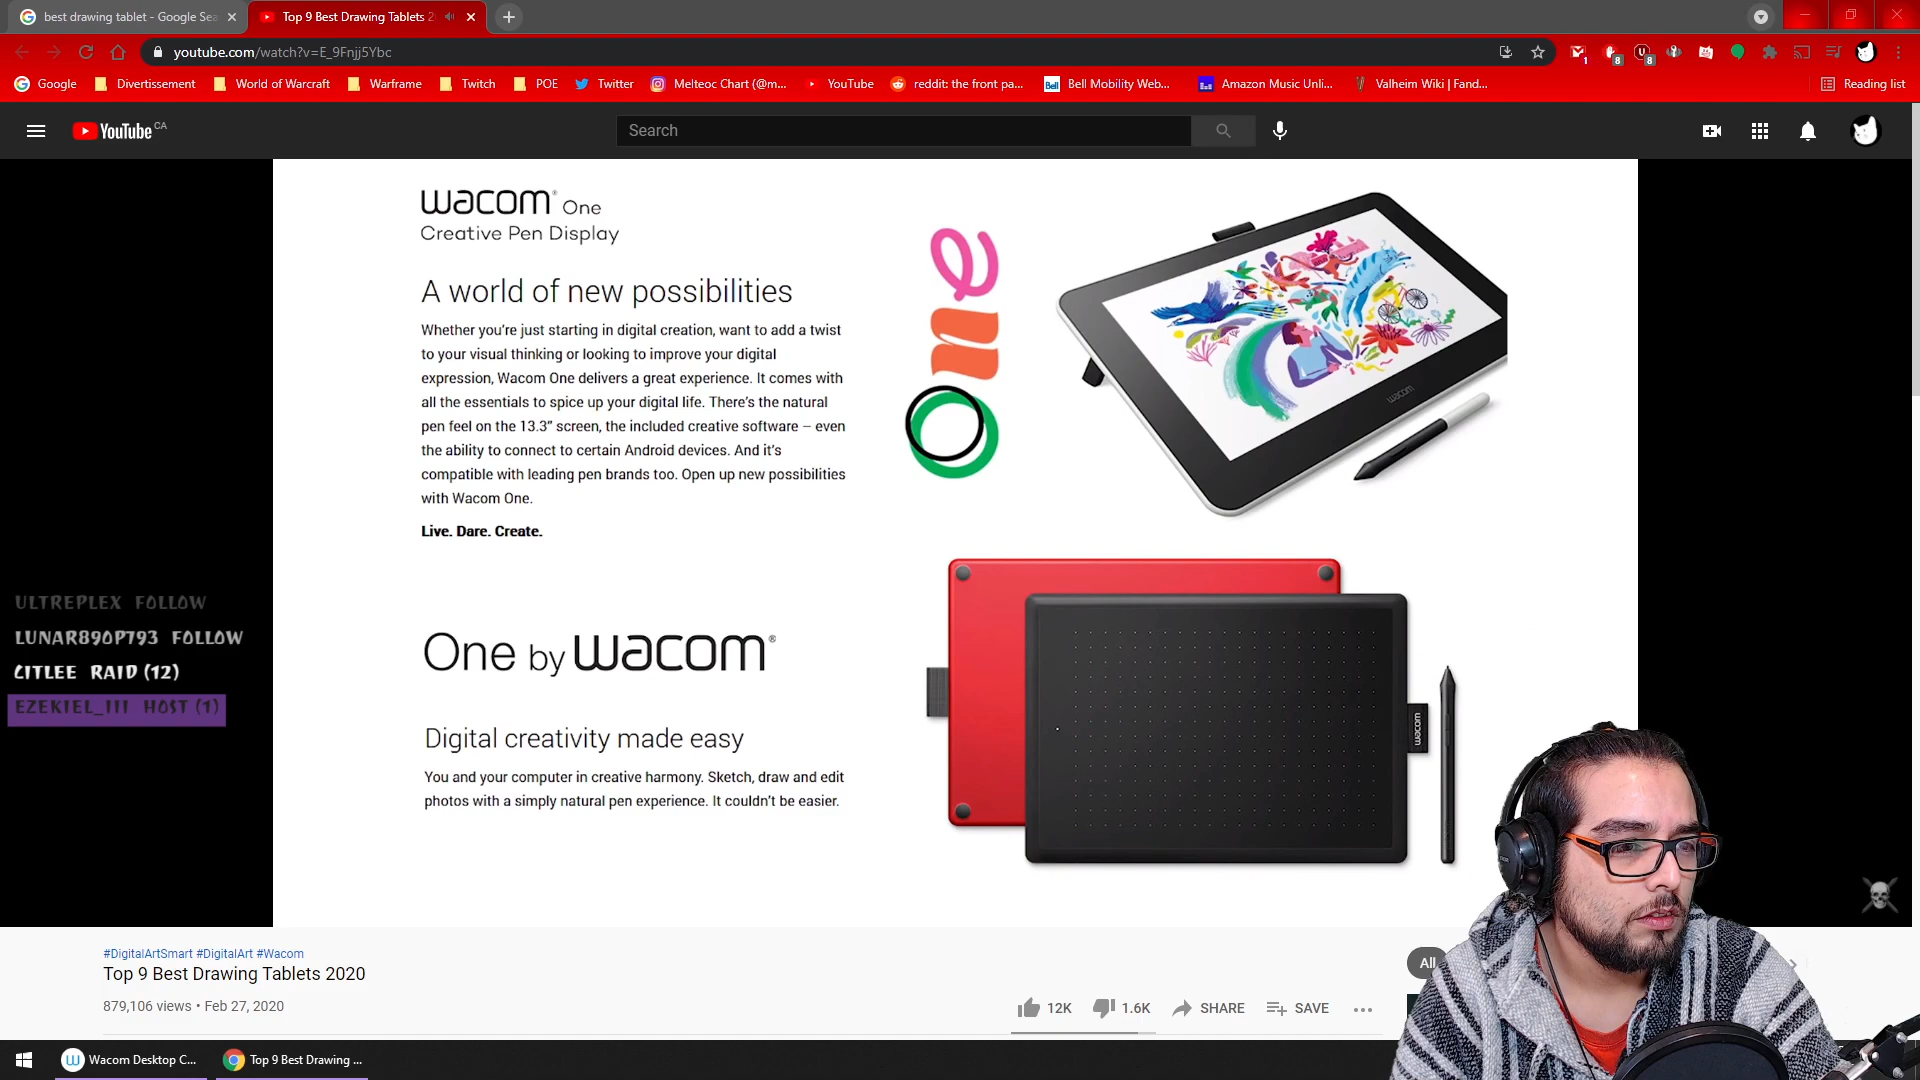 best drawing tablet - Google Sea
Top 9 Best Drawing Tablets 2
youtube.com/watch?v=E_9Fnjj5Ybc
1
8
8
Google
Divertissement
World of Warcraft
Warframe
Twitch
POE
Twitter
Melteoc Chart (@m...
YouTube
reddit: the front pa...
Bell
Bell Mobility Web...
Amazon Music Unli...
Valheim Wiki | Fand...
Reading list
YouTube CA
Search
wacom® One
Creative Pen Display
one
A world of new possibilities
Whether you're just starting in digital creation, want to add a twist
to your visual thinking or looking to improve your digital
expression, Wacom One delivers a great experience. It comes with
all the essentials to spice up your digital life. There's the natural
pen feel on the 13.3" screen, the included creative software – even
the ability to connect to certain Android devices. And it's
compatible with leading pen brands too. Open up new possibilities
with Wacom One.
Live. Dare. Create.
wacom
One by wacom®
wacom
Digital creativity made easy
You and your computer in creative harmony. Sketch, draw and edit
photos with a simply natural pen experience. It couldn't be easier.
ULTREPLEX FOLLOW
LUNAR890P793 FOLLOW
CITLEE RAID (12)
EZEKIEL_III HOST (1)
#DigitalArtSmart #DigitalArt #Wacom
Top 9 Best Drawing Tablets 2020
879,106 views • Feb 27, 2020
12K
1.6K
SHARE
SAVE
All
Wacom Desktop C...
Top 9 Best Drawing ...